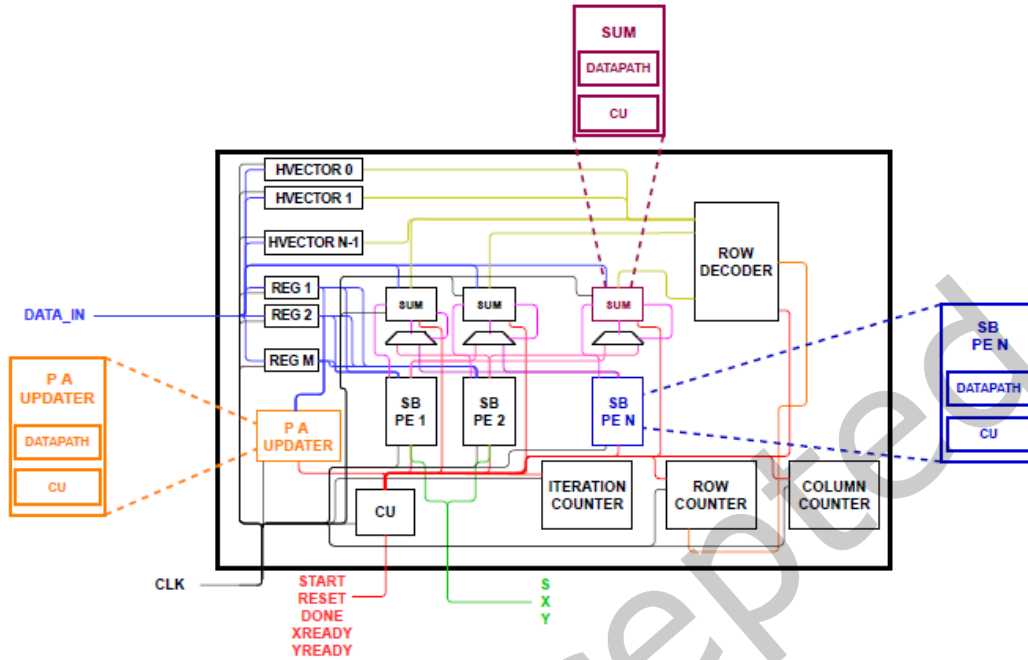 SUM
DATAPATH
CU
HVECTOR 0
HVECTOR 1
HVECTOR N-1
ROW
DECODER
REG 1
REG 2
REG M
DATA_IN
SUM
SUM
SUM
SB
PE 1
SB
PE 2
SB
PE N
SB
PE N
DATAPATH
CU
P A
UPDATER
DATAPATH
CU
P A
UPDATER
CU
ITERATION
COUNTER
ROW
COUNTER
COLUMN
COUNTER
CLK
START
RESET
DONE
XREADY
YREADY
S
X
Y